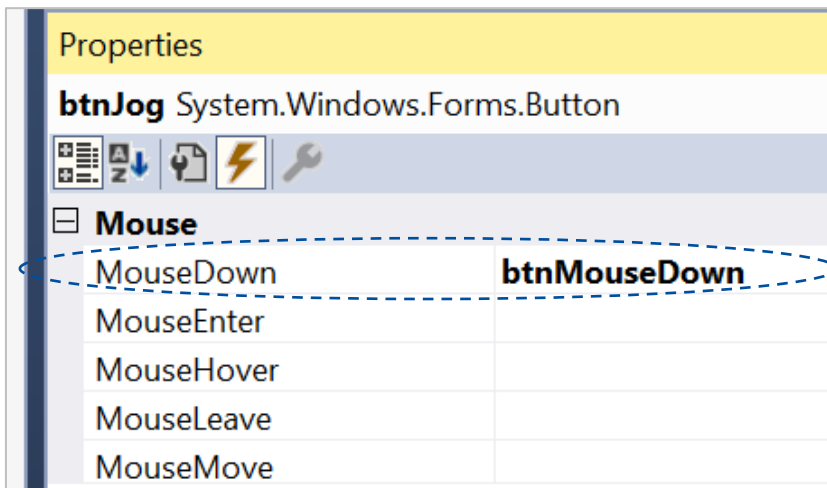 Properties
btnJog System.Windows.Forms.Button
Mouse
MouseDown btnMouseDown
MouseEnter
MouseHover
MouseLeave
MouseMove